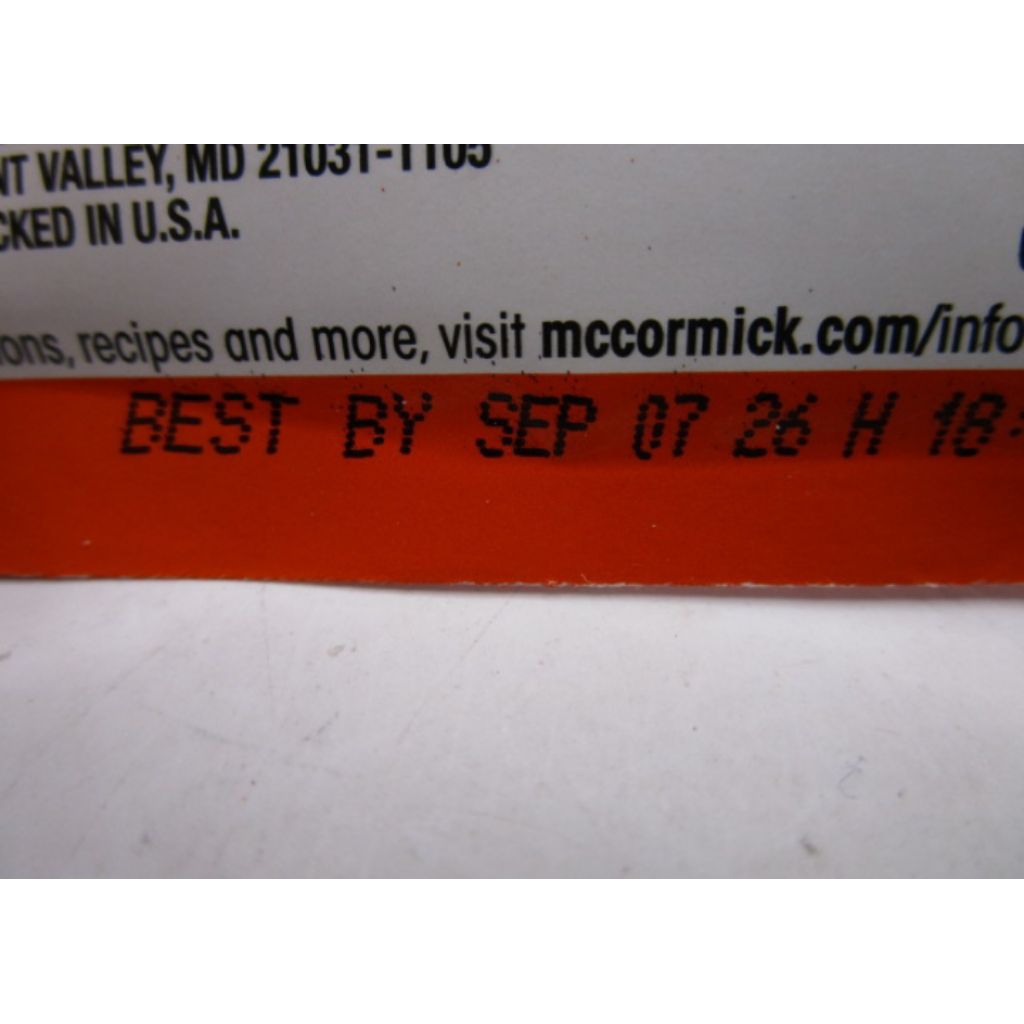 NT VALLEY, MD 21031-1105
CKED IN U.S.A.
ons, recipes and more, visit mccormick.com/info
BEST BY SEP 07 26 H 18: